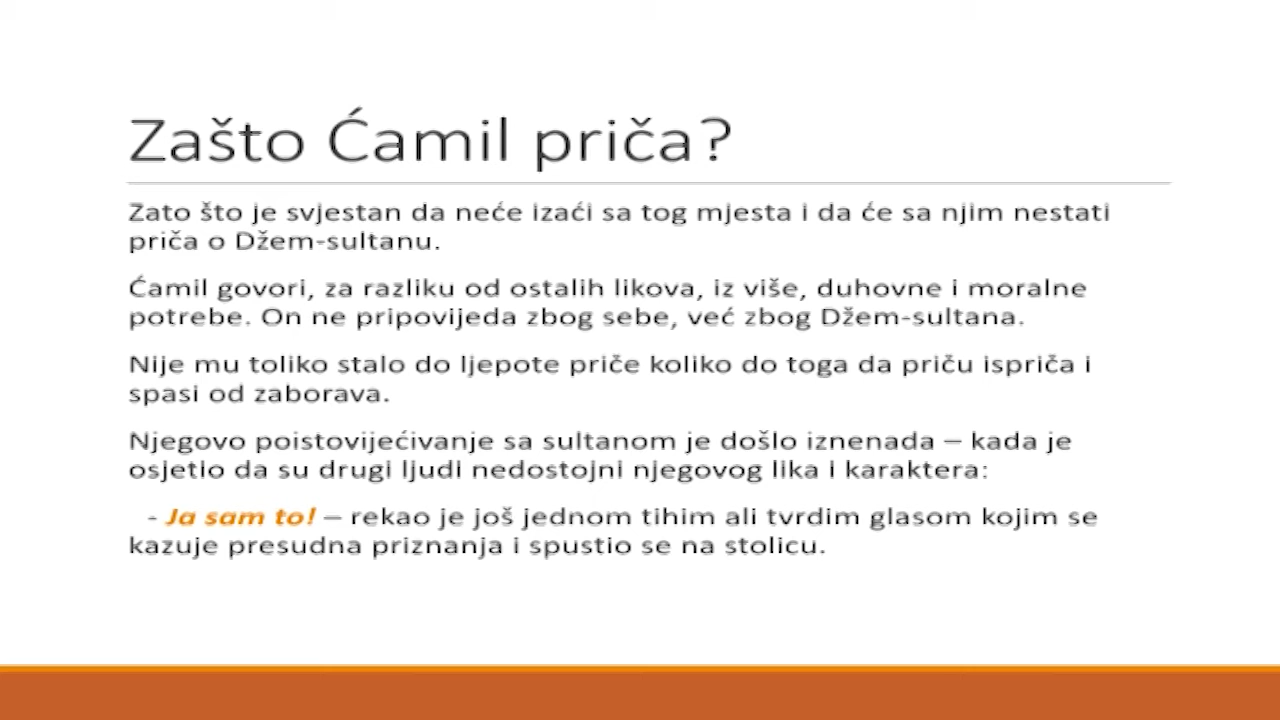 Zašto Ćamil priča?
Zato što je svjestan da neće izaći sa tog mjesta i da će sa njim nestati
priča o Džem-sultanu.
Ćamil govori, za razliku od ostalih likova, iz više, duhovne i moralne
potrebe. On ne pripovijeda zbog sebe, već zbog Džem-sultana.
Nije mu toliko stalo do ljepote priče koliko do toga da priču ispriča i
spasi od zaborava.
Njegovo poistovijećivanje sa sultanom je došlo iznenada – kada je
osjetio da su drugi ljudi nedostojni njegovog lika i karaktera:
- Ja sam to! – rekao je još jednom tihim ali tvrdim glasom kojim se
kazuje presudna priznanja i spustio se na stolicu.